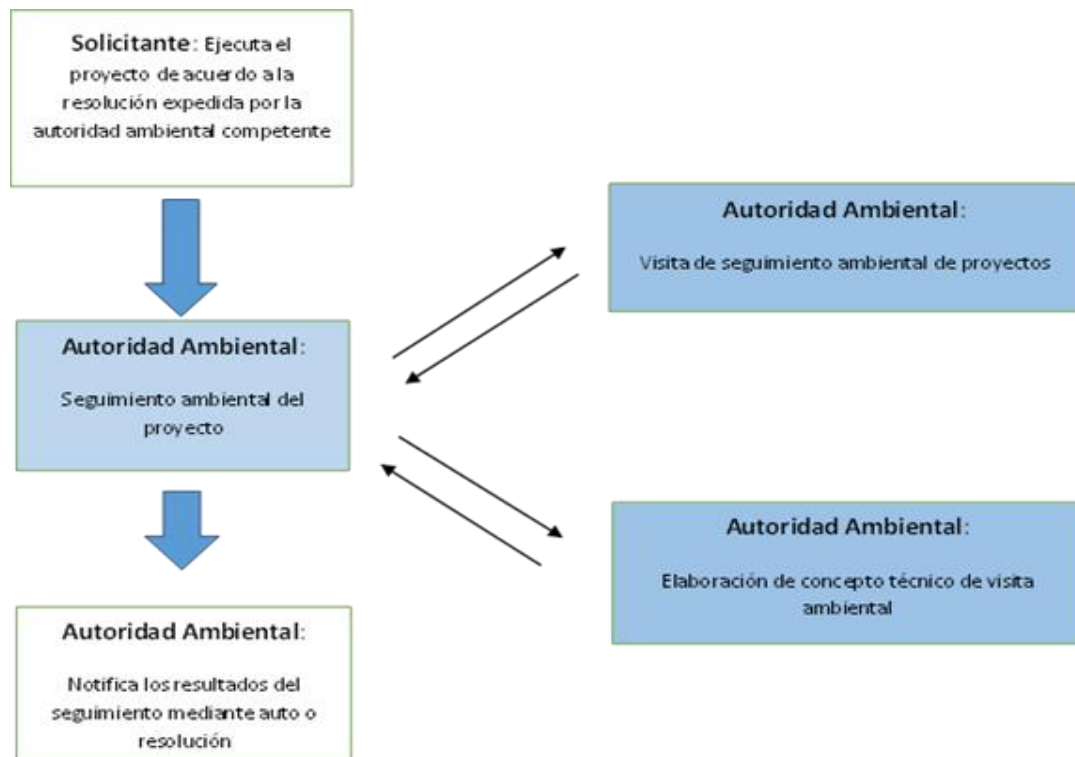 Solicitante: Ejecuta el
proyecto de acuerdo a la
resolución expedida por la
autoridad ambiental competente
Autoridad Ambiental:
Visita de seguimiento ambiental de proyectos
Autoridad Ambiental:
Seguimiento ambiental del
proyecto
Autoridad Ambiental:
Elaboración de concepto técnico de visita
ambiental
Autoridad Ambiental:
Notifica los resultados del
seguimiento mediante auto o
resolución